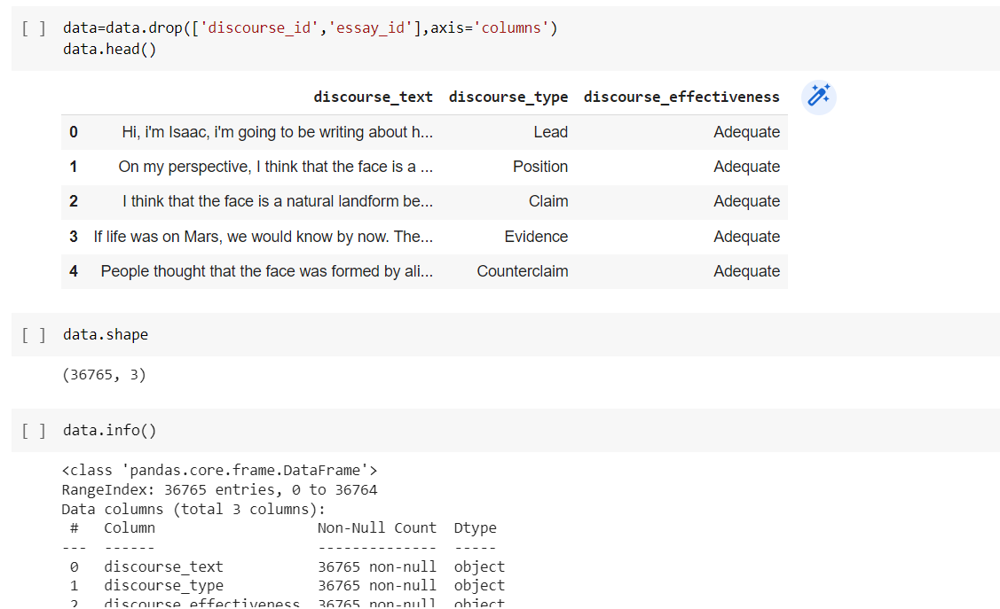 [ ] data=data.drop(['discourse_id','essay_id'],axis='columns')
data.head()
discourse_text discourse_type discourse_effectiveness
0 Hi, i'm Isaac, i'm going to be writing about h... Lead Adequate
1 On my perspective, I think that the face is a ... Position Adequate
2 I think that the face is a natural landform be... Claim Adequate
3 If life was on Mars, we would know by now. The... Evidence Adequate
4 People thought that the face was formed by ali... Counterclaim Adequate
[ ] data.shape
(36765, 3)
[ ] data.info()
<class 'pandas.core.frame.DataFrame'>
RangeIndex: 36765 entries, 0 to 36764
Data columns (total 3 columns):
# Column Non-Null Count Dtype
--- ------ -------------- -----
0 discourse_text 36765 non-null object
1 discourse_type 36765 non-null object
2 discourse_effectiveness 36765 non-null object